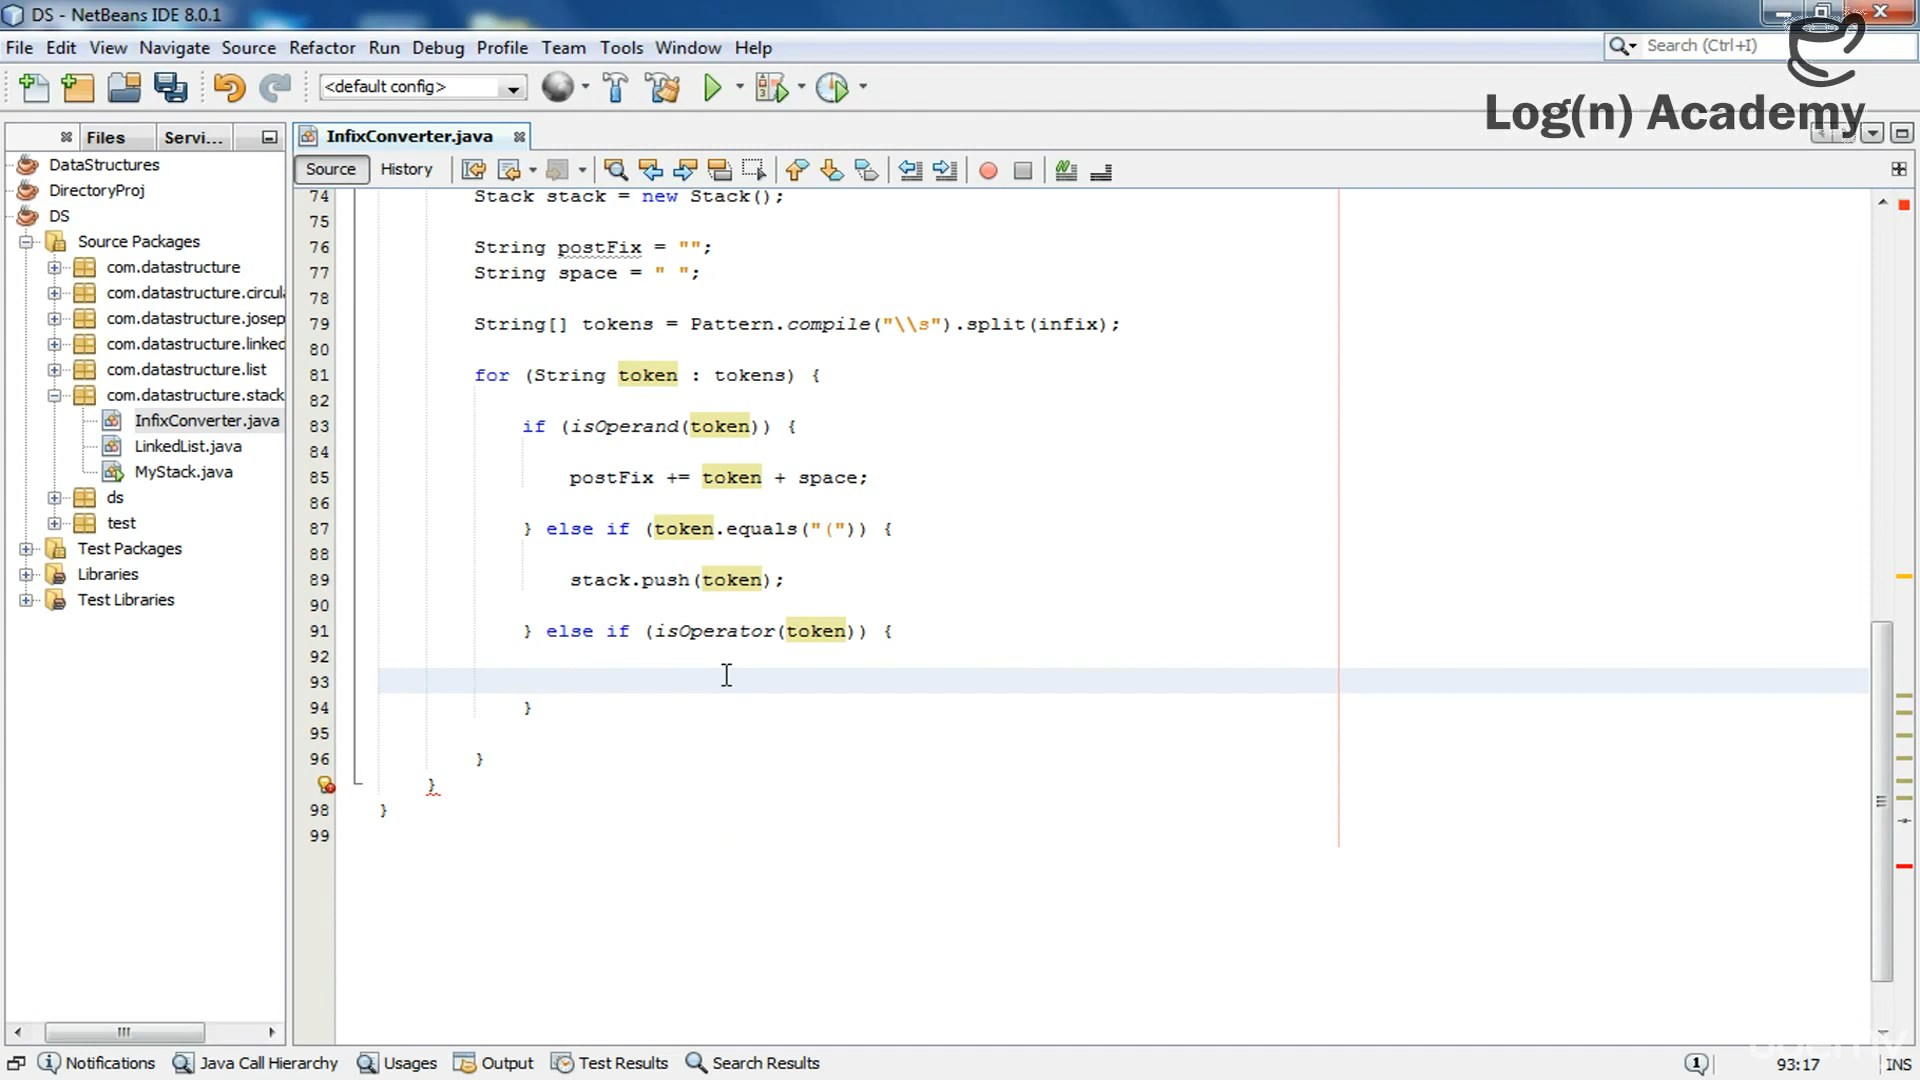 DS - NetBeans IDE 8.0.1
File Edit View Navigate Source Refactor Run Debug Profile Team Tools Window Help
Search (Ctrl+I)
<default config>
Log(n) Academy
Files Servi...
InfixConverter.java
Source History
DataStructures
DirectoryProj
DS
Source Packages
com.datastructure
com.datastructure.circul
com.datastructure.josep
com.datastructure.linked
com.datastructure.list
com.datastructure.stack
InfixConverter.java
LinkedList.java
MyStack.java
ds
test
Test Packages
Libraries
Test Libraries
74 Stack stack = new Stack();
75
76 String postFix = "";
77 String space = " ";
78
79 String[] tokens = Pattern.compile("\\s").split(infix);
80
81 for (String token : tokens) {
82
83 if (isOperand(token)) {
84
85 postFix += token + space;
86
87 } else if (token.equals("(")) {
88
89 stack.push(token);
90
91 } else if (isOperator(token)) {
92
93
94 }
95
96 }
}
98 }
99
Notifications Java Call Hierarchy Usages Output Test Results Search Results
93:17 INS
udemy